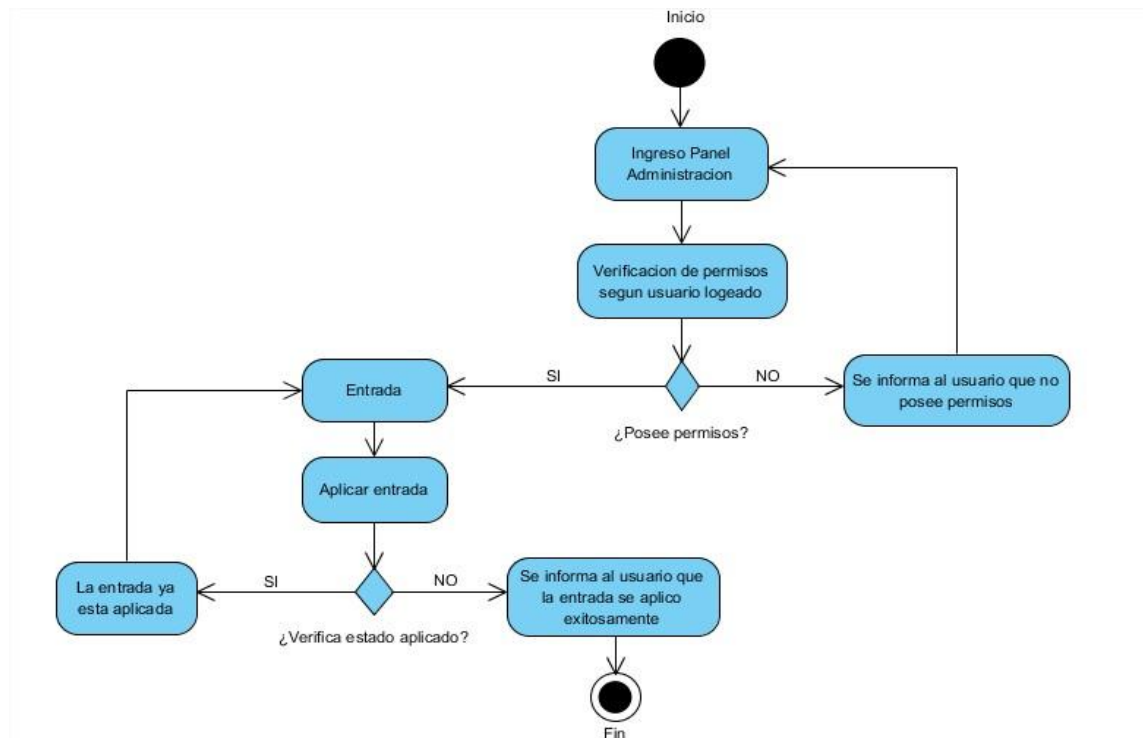 Inicio
Ingreso Panel
Administracion
Verificacion de permisos
segun usuario logeado
Entrada
SI
NO
Se informa al usuario que no
posee permisos
¿Posee permisos?
Aplicar entrada
La entrada ya
esta aplicada
SI
NO
Se informa al usuario que
la entrada se aplico
exitosamente
¿Verifica estado aplicado?
Fin